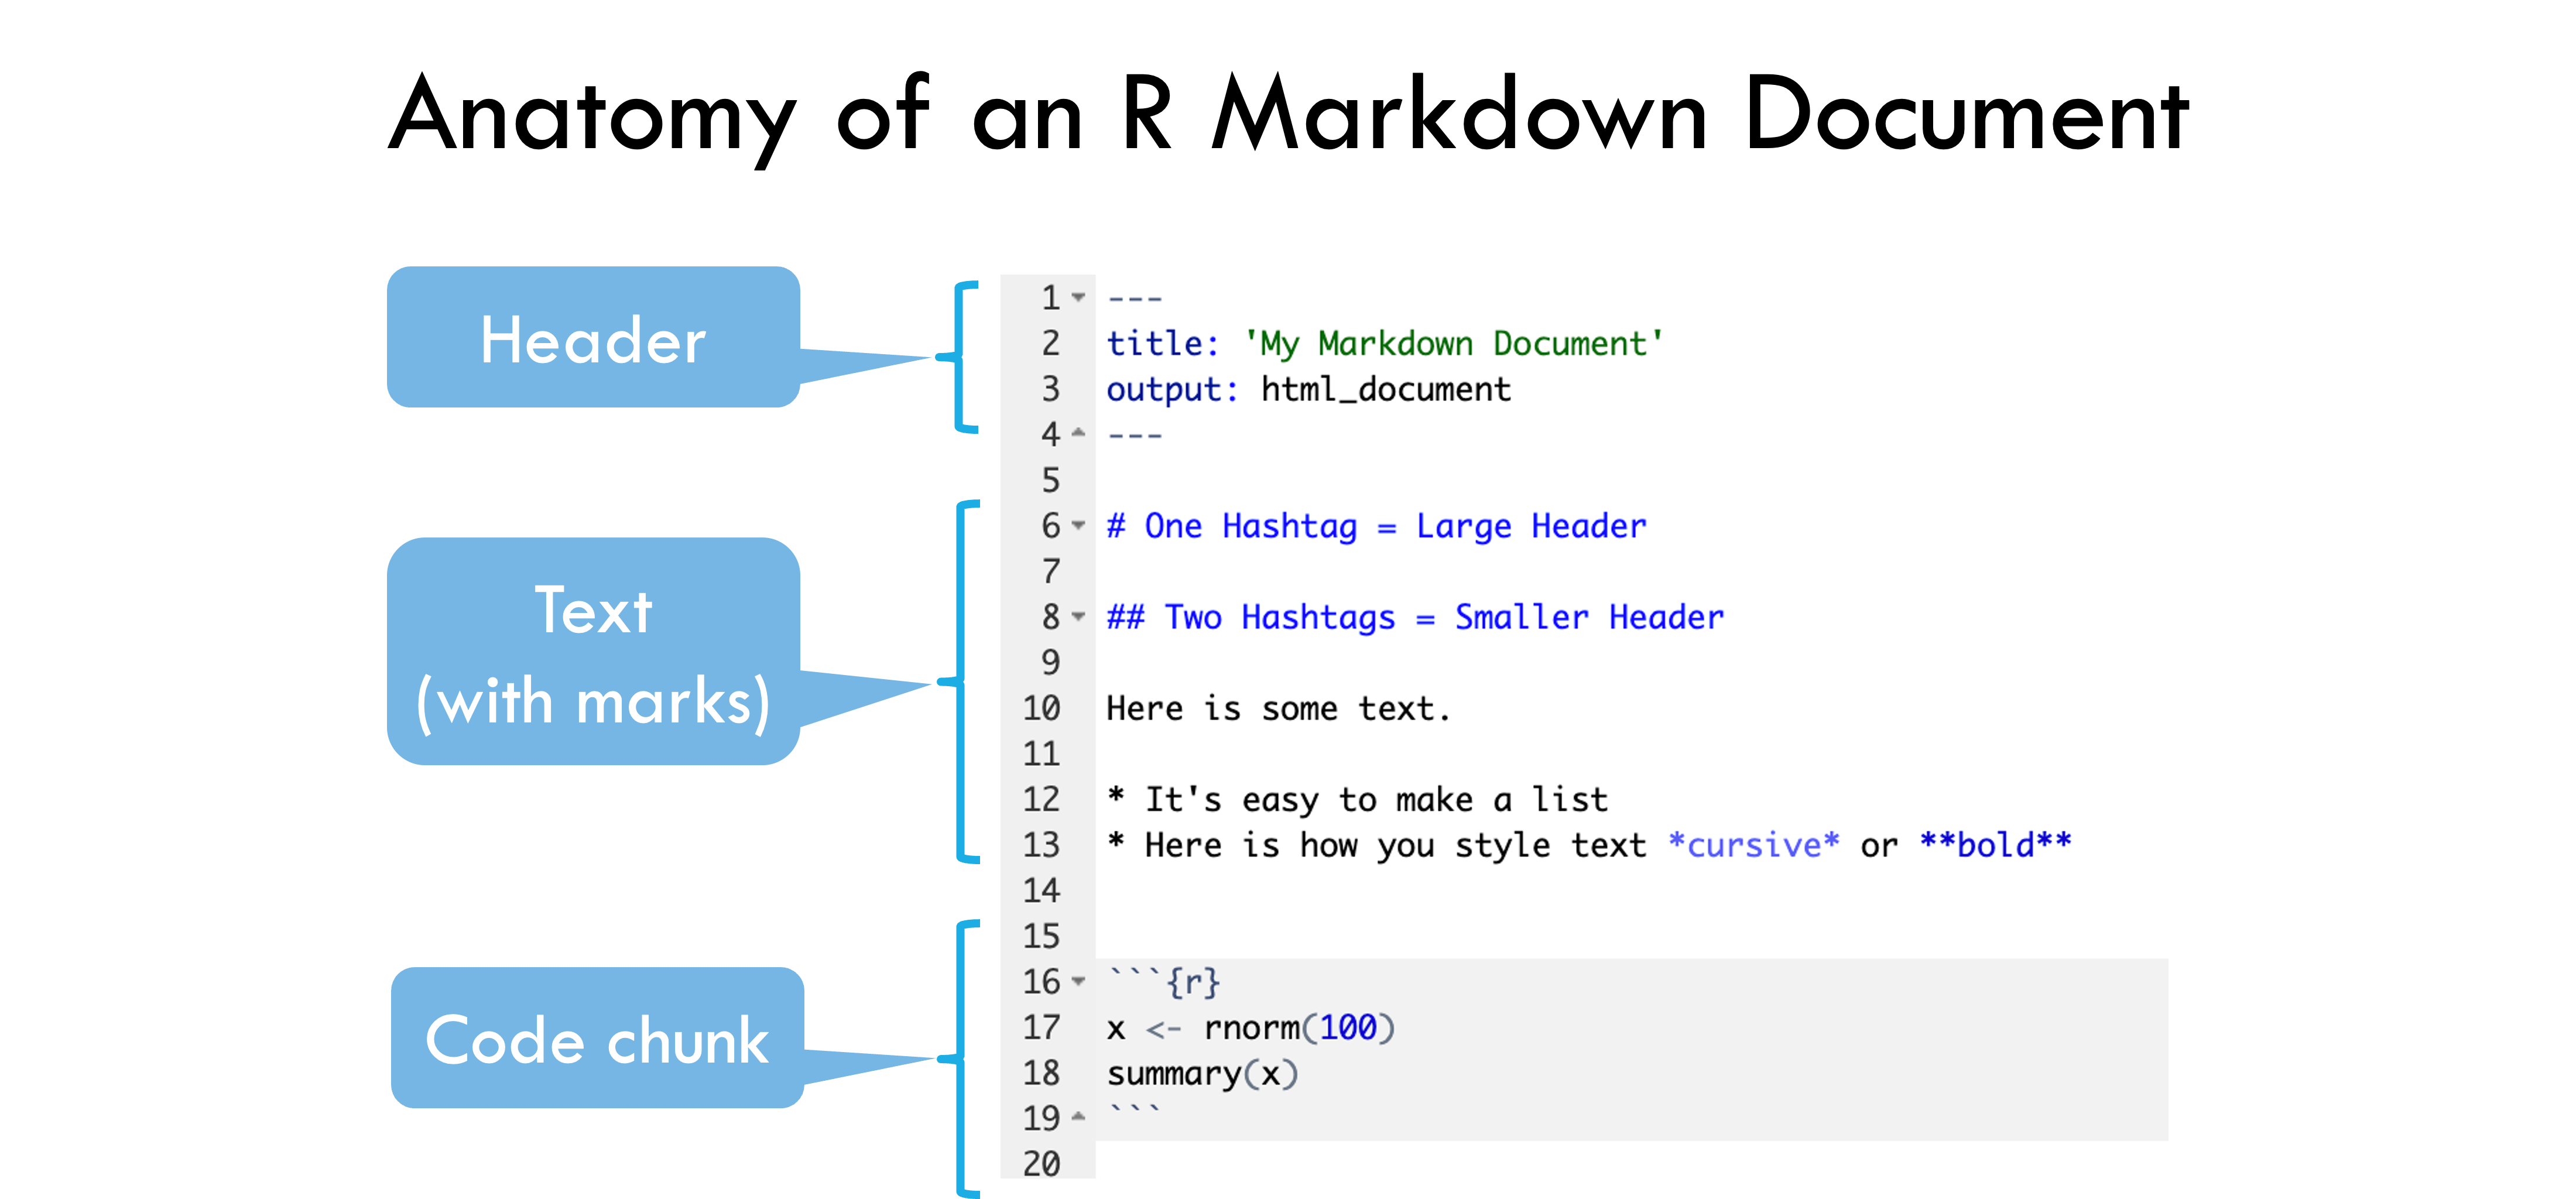 Anatomy of an R Markdown Document
Header
1 ---
2 title: 'My Markdown Document'
3 output: html_document
4 ---
5
Text
(with marks)
6 # One Hashtag = Large Header
7
8 ## Two Hashtags = Smaller Header
9
10 Here is some text.
11
12 * It's easy to make a list
13 * Here is how you style text *cursive* or **bold**
14
15
Code chunk
16 ```{r}
17 x <- rnorm(100)
18 summary(x)
19 ```
20